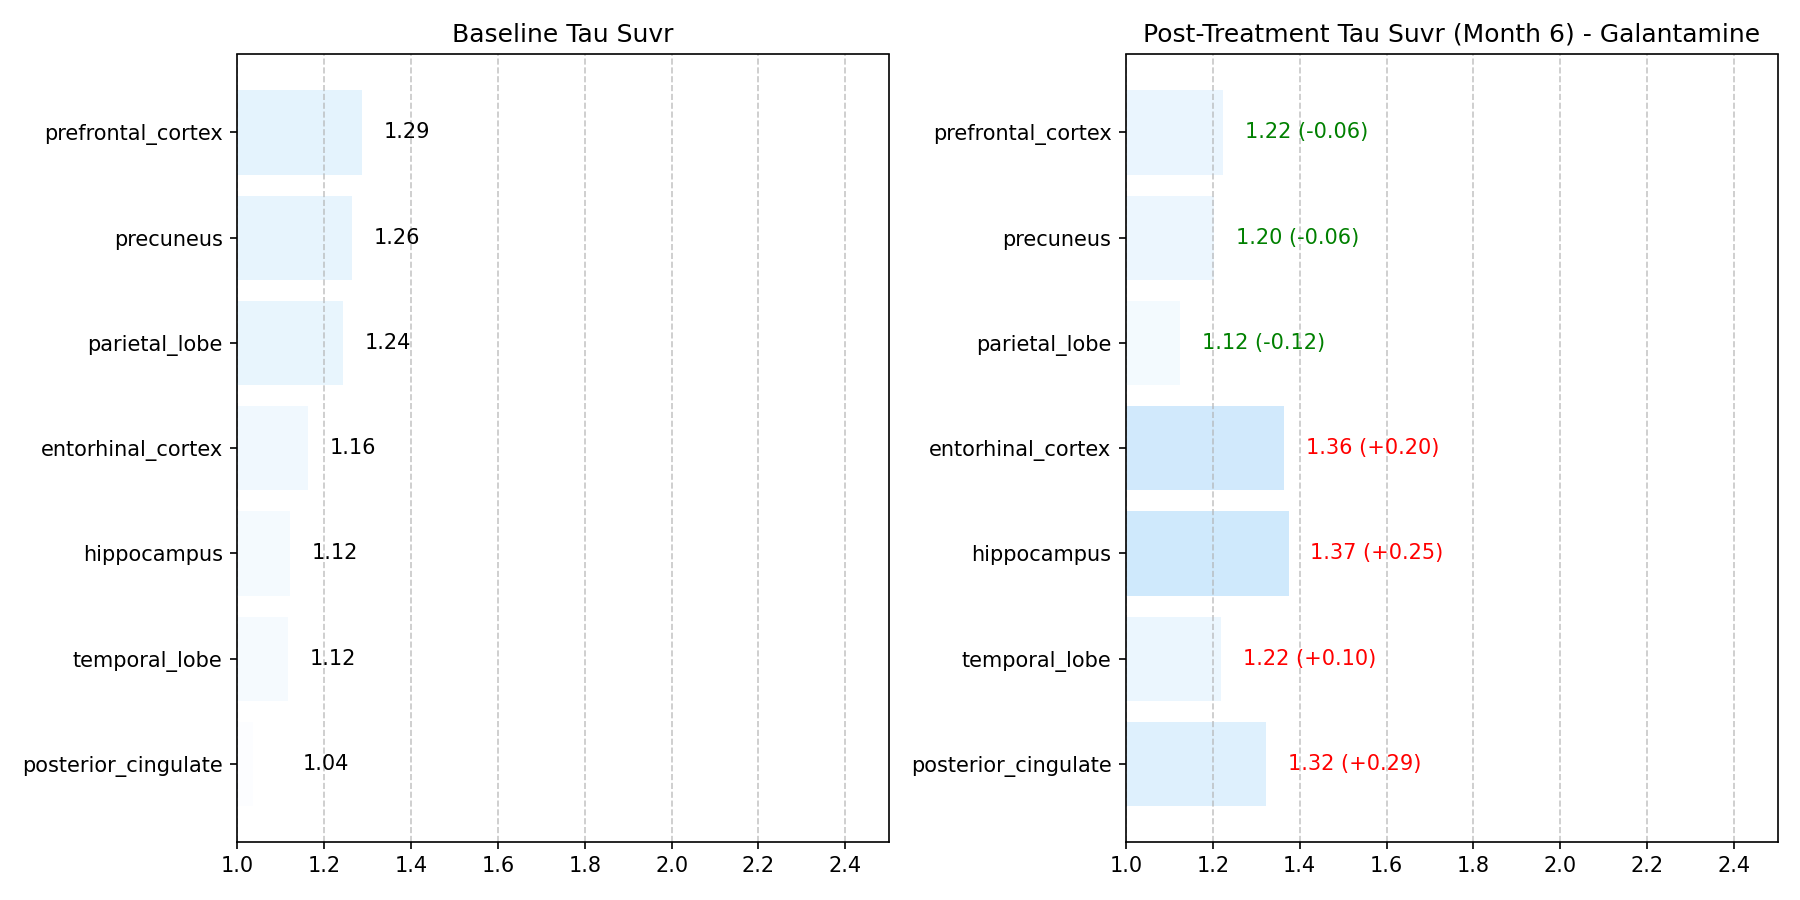 Baseline Tau Suvr
prefrontal_cortex 1.29
precuneus 1.26
parietal_lobe 1.24
entorhinal_cortex 1.16
hippocampus 1.12
temporal_lobe 1.12
posterior_cingulate 1.04
1.0 1.2 1.4 1.6 1.8 2.0 2.2 2.4
Post-Treatment Tau Suvr (Month 6) - Galantamine
prefrontal_cortex 1.22 (-0.06)
precuneus 1.20 (-0.06)
parietal_lobe 1.12 (-0.12)
entorhinal_cortex 1.36 (+0.20)
hippocampus 1.37 (+0.25)
temporal_lobe 1.22 (+0.10)
posterior_cingulate 1.32 (+0.29)
1.0 1.2 1.4 1.6 1.8 2.0 2.2 2.4